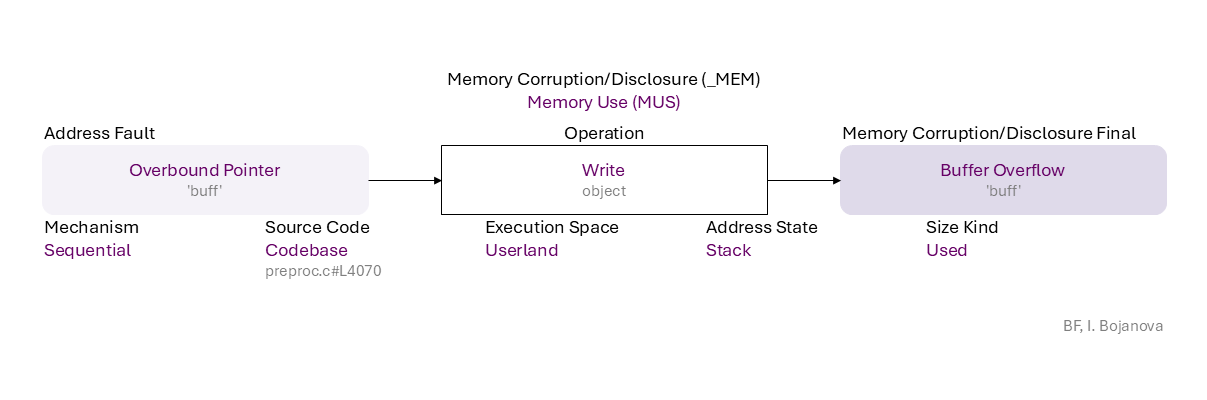 Memory Corruption/Disclosure (_MEM)
Memory Use (MUS)
Address Fault
Operation
Memory Corruption/Disclosure Final
Overbound Pointer
'buff'
Write
object
Buffer Overflow
'buff'
Mechanism
Sequential
Source Code
Codebase
preproc.c#L4070
Execution Space
Userland
Address State
Stack
Size Kind
Used
BF, I. Bojanova